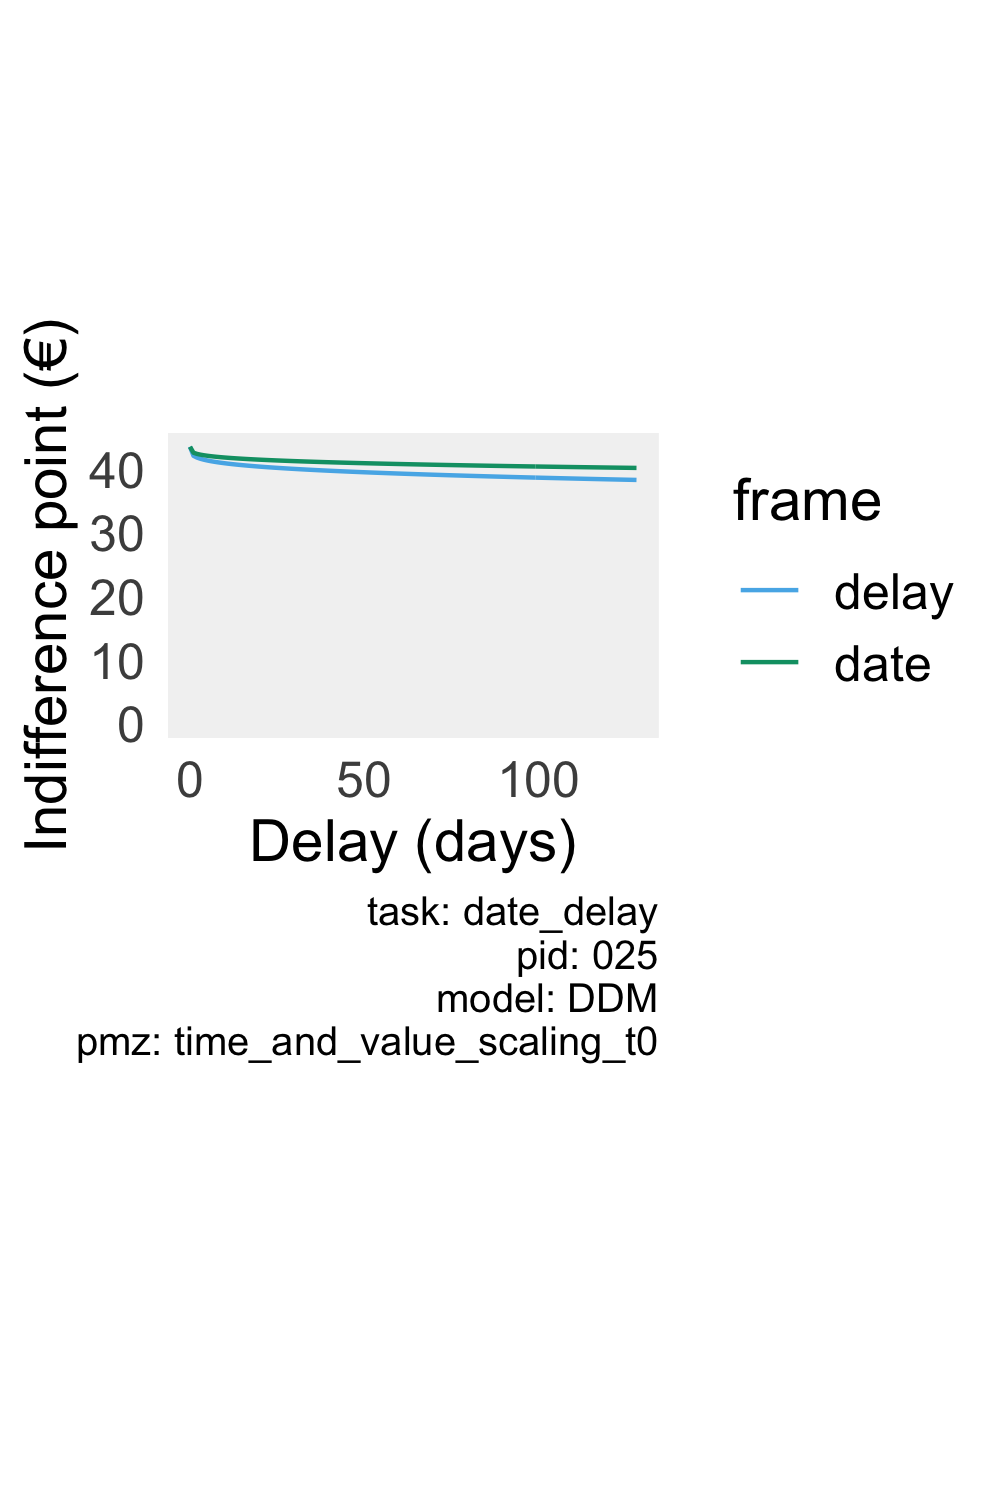 Indifference point (€)
40
30
20
10
0
0 50 100
Delay (days)
frame
delay
date
task: date_delay
pid: 025
model: DDM
pmz: time_and_value_scaling_t0